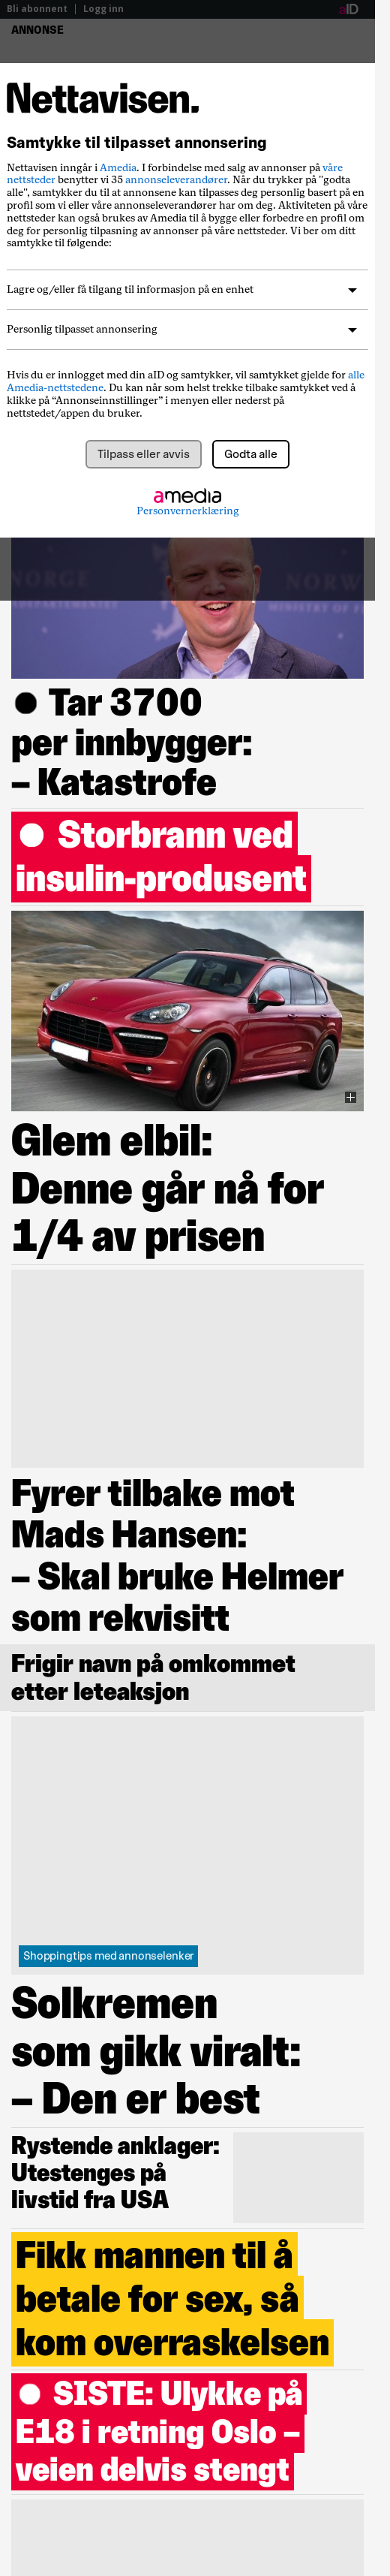 Bli abonnent | Logg inn
aID
ANNONSE
Nettavisen.
Samtykke til tilpasset annonsering
Nettavisen inngår i Amedia. I forbindelse med salg av annonser på våre
nettsteder benytter vi 35 annonseleverandører. Når du trykker på "godta
alle", samtykker du til at annonsene kan tilpasses deg personlig basert på en
profil som vi eller våre annonseleverandører har om deg. Aktiviteten på våre
nettsteder kan også brukes av Amedia til å bygge eller forbedre en profil om
deg for personlig tilpasning av annonser på våre nettsteder. Vi ber om ditt
samtykke til følgende:
Lagre og/eller få tilgang til informasjon på en enhet
Personlig tilpasset annonsering
Hvis du er innlogget med din aID og samtykker, vil samtykket gjelde for alle
Amedia-nettstedene. Du kan når som helst trekke tilbake samtykket ved å
klikke på “Annonseinnstillinger” i menyen eller nederst på
nettstedet/appen du bruker.
Tilpass eller avvis
Godta alle
amedia
Personvernerklæring
NORGE
NORW
MINISTRY OF
Tar 3700
per innbygger:
– Katastrofe
Storbrann ved
insulin-produsent
Glem elbil:
Denne går nå for
1/4 av prisen
Fyrer tilbake mot
Mads Hansen:
– Skal bruke Helmer
som rekvisitt
Frigir navn på omkommet
etter leteaksjon
Shoppingtips med annonselenker
Solkremen
som gikk viralt:
– Den er best
Rystende anklager:
Utestenges på
livstid fra USA
Fikk mannen til å
betale for sex, så
kom overraskelsen
SISTE: Ulykke på
E18 i retning Oslo –
veien delvis stengt